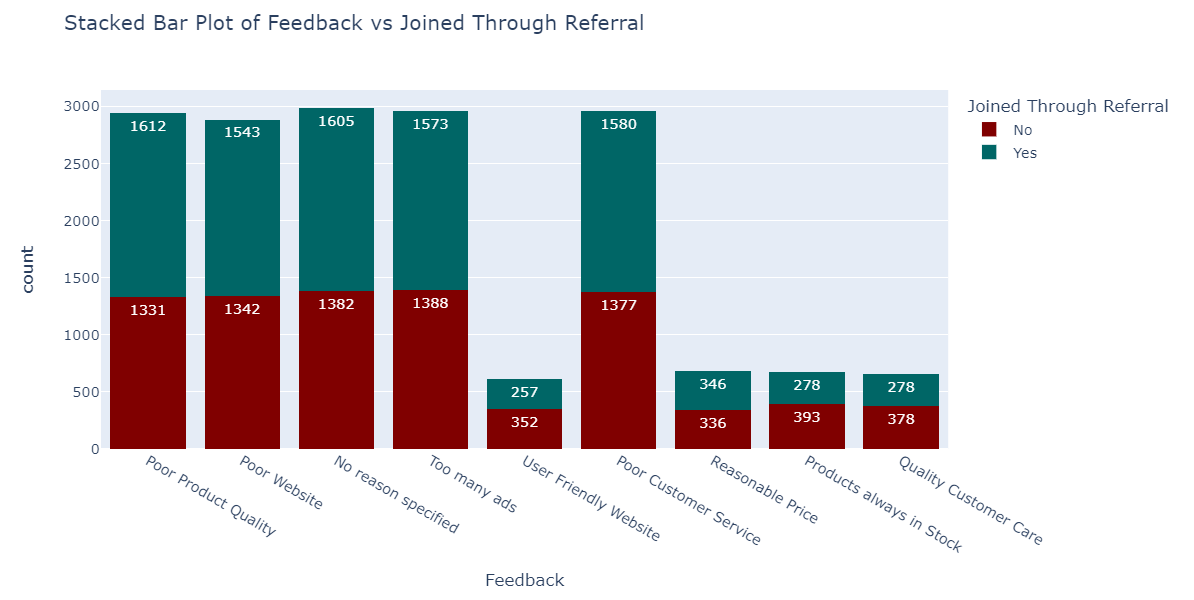 Stacked Bar Plot of Feedback vs Joined Through Referral
Joined Through Referral
No
Yes
count
3000
2500
2000
1500
1000
500
0
1612
1543
1605
1573
257
1580
346
278
278
1331
1342
1382
1388
352
1377
336
393
378
Poor Product Quality
Poor Website
No reason specified
Too many ads
User Friendly Website
Poor Customer Service
Reasonable Price
Products always in Stock
Quality Customer Care
Feedback